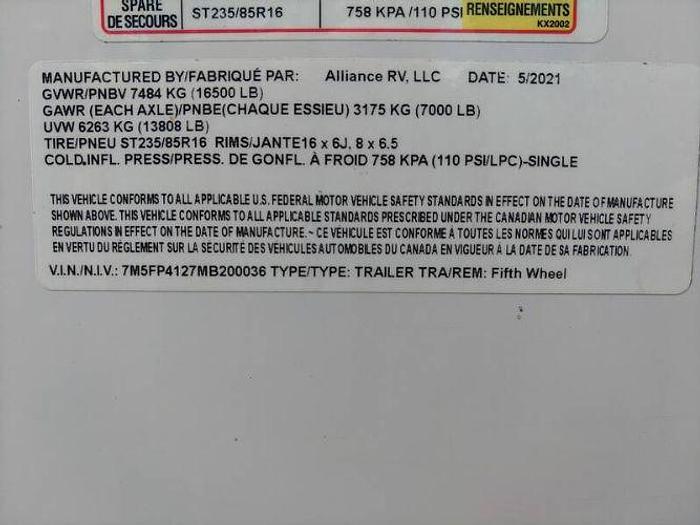 SPARE
DE SECOURS
ST235/85R16
758 KPA /110 PSI
RENSEIGNEMENTS
KX2002
MANUFACTURED BY/FABRIQUÉ PAR: Alliance RV, LLC DATE: 5/2021
GVWR/PNBV 7484 KG (16500 LB)
GAWR (EACH AXLE)/PNBE(CHAQUE ESSIEU) 3175 KG (7000 LB)
UVW 6263 KG (13808 LB)
TIRE/PNEU ST235/85R16 RIMS/JANTE16 x 6J, 8 x 6.5
COLD.INFL. PRESS/PRESS. DE GONFL. À FROID 758 KPA (110 PSI/LPC)-SINGLE
THIS VEHICLE CONFORMS TO ALL APPLICABLE U.S. FEDERAL MOTOR VEHICLE SAFETY STANDARDS IN EFFECT ON THE DATE OF MANUFACTURE
SHOWN ABOVE. THIS VEHICLE CONFORMS TO ALL APPLICABLE STANDARDS PRESCRIBED UNDER THE CANADIAN MOTOR VEHICLE SAFETY
REGULATIONS IN EFFECT ON THE DATE OF MANUFACTURE. ~ CE VEHICULE EST CONFORME A TOUTES LES NORMES QUI LUI SONT APPLICABLES
EN VERTU DU RÉGLEMENT SUR LA SÉCURITÉ DES VEHICULES AUTOMOBILES DU CANADA EN VIGUEUR À LA DATE DE SA FABRICATION.
V.I.N./N.I.V.: 7M5FP4127MB200036 TYPE/TYPE: TRAILER TRA/REM: Fifth Wheel